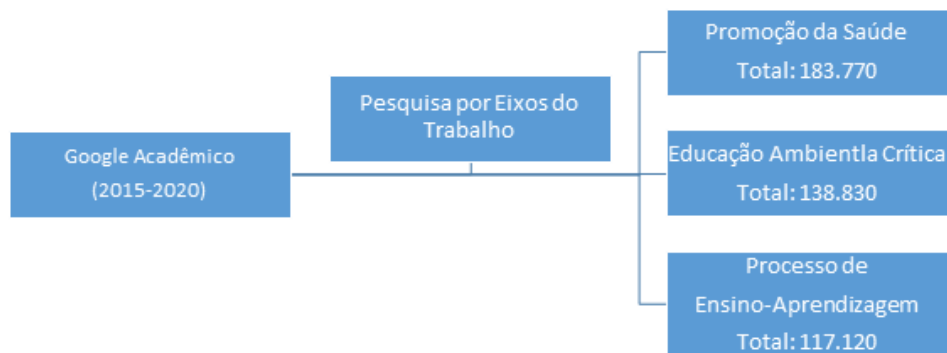 Google Acadêmico
(2015-2020)
Pesquisa por Eixos do
Trabalho
Promoção da Saúde
Total: 183.770
Educação Ambientla Crítica
Total: 138.830
Processo de
Ensino-Aprendizagem
Total: 117.120